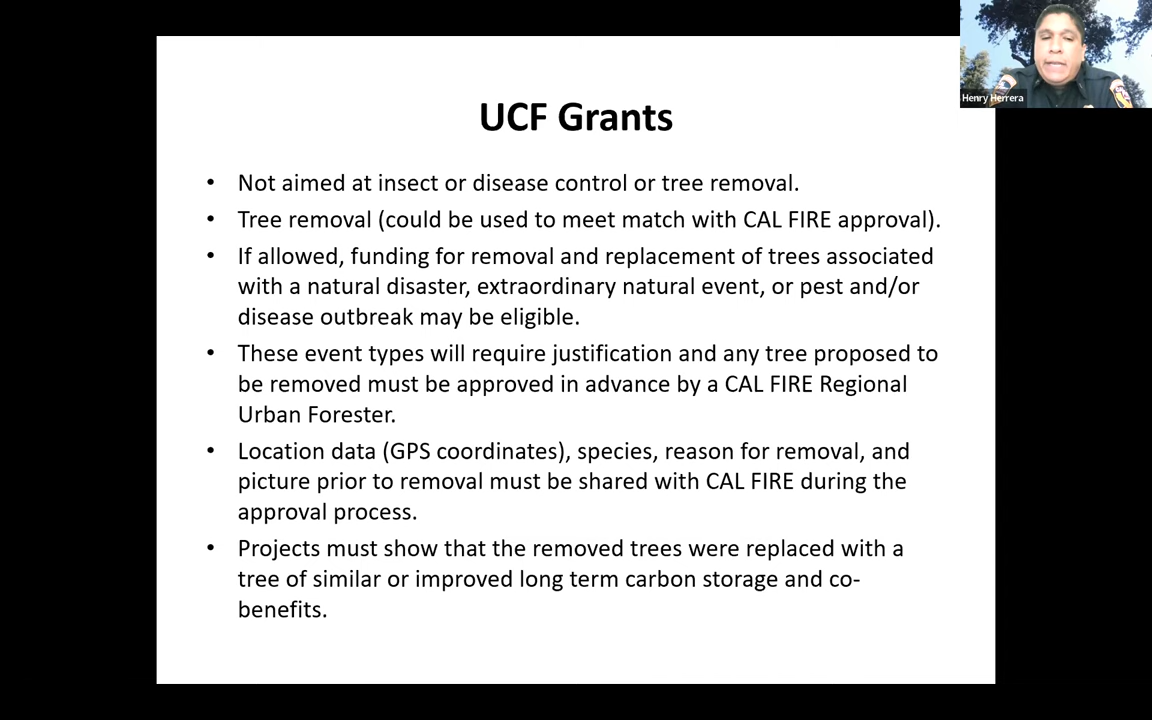 Henry Herrera
UCF Grants
• Not aimed at insect or disease control or tree removal.
• Tree removal (could be used to meet match with CAL FIRE approval).
• If allowed, funding for removal and replacement of trees associated
with a natural disaster, extraordinary natural event, or pest and/or
disease outbreak may be eligible.
• These event types will require justification and any tree proposed to
be removed must be approved in advance by a CAL FIRE Regional
Urban Forester.
• Location data (GPS coordinates), species, reason for removal, and
picture prior to removal must be shared with CAL FIRE during the
approval process.
• Projects must show that the removed trees were replaced with a
tree of similar or improved long term carbon storage and co-
benefits.